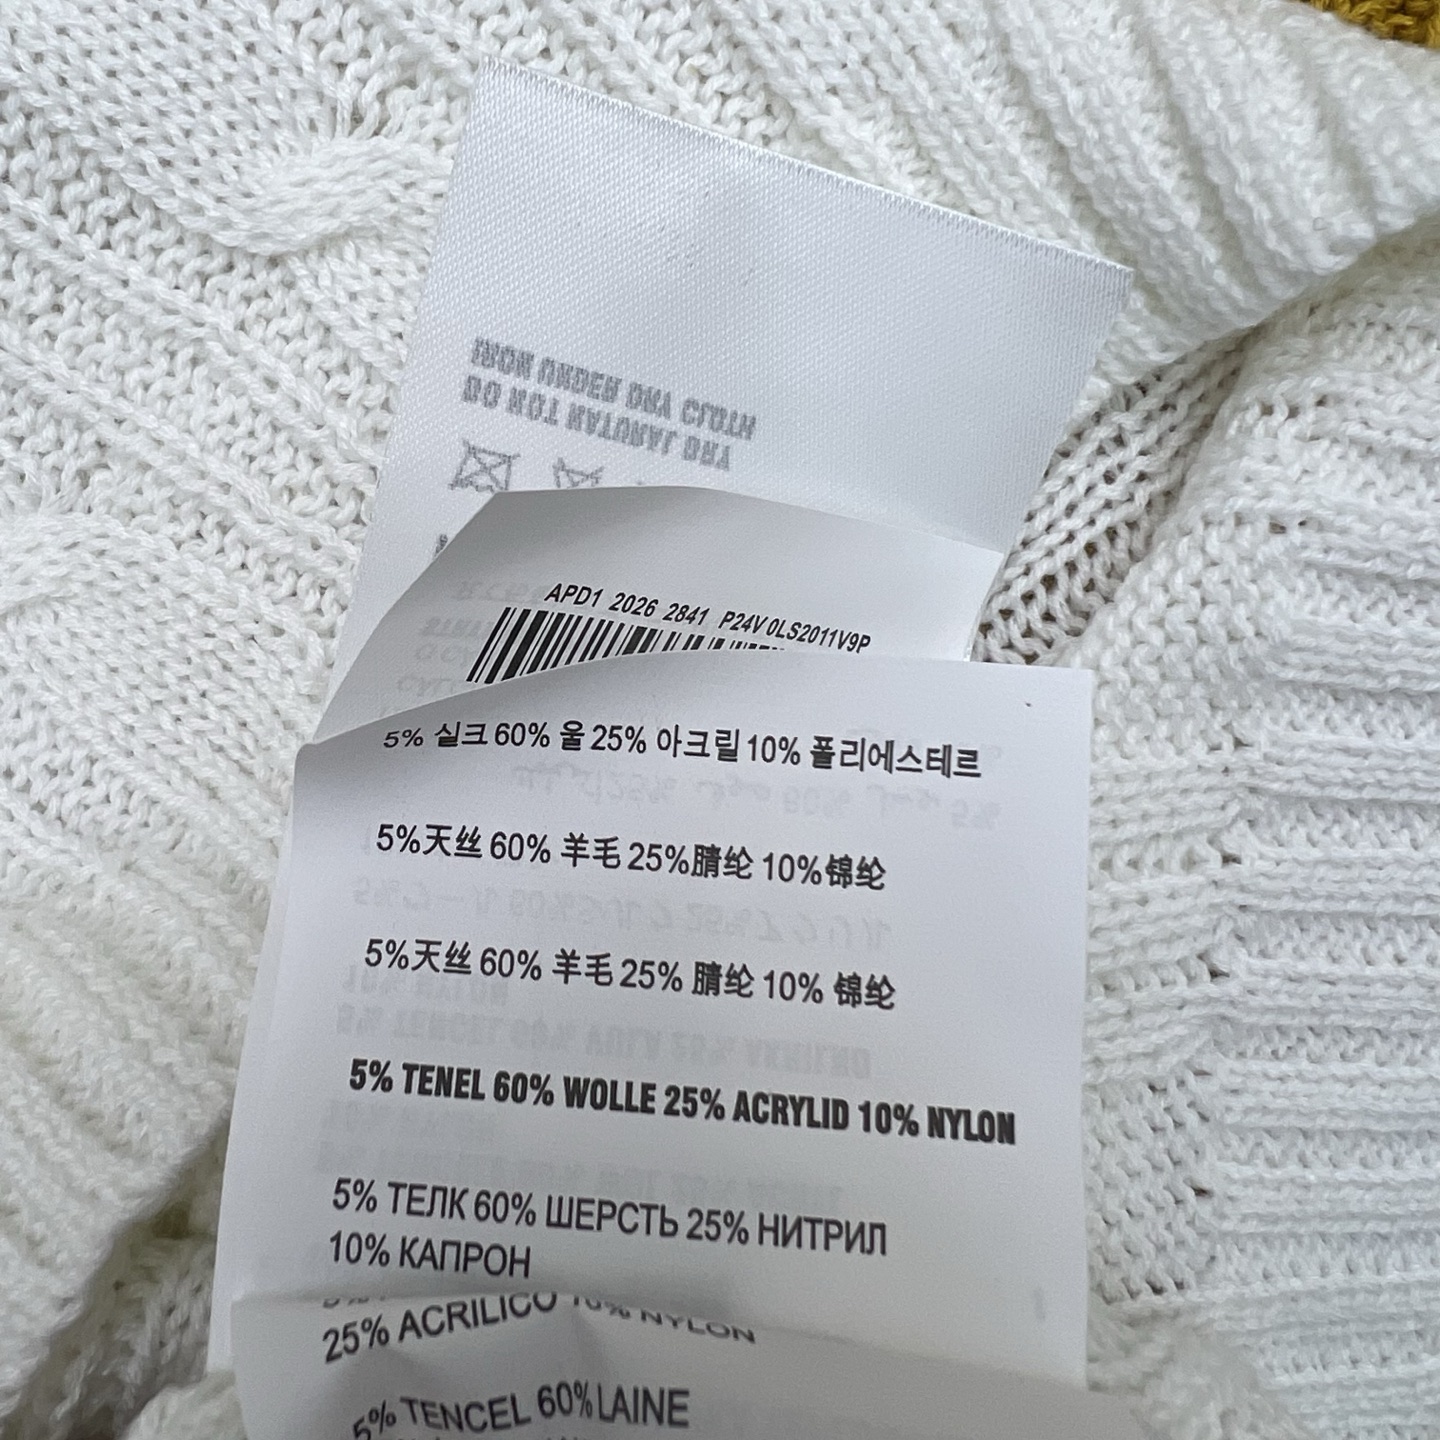 IRON UNDER DRY CLOTH
DO NOT NATURAL DRY
APD1 2026 2841 P24V0LS2011V9P
5% 실크 60% 울 25% 아크릴 10% 폴리에스테르
5%天丝 60% 羊毛 25%腈纶 10%锦纶
5%天丝 60% 羊毛 25% 腈纶 10% 锦纶
5% TENEL 60% WOLLE 25% ACRYLID 10% NYLON
5% ТЕЛК 60% ШЕРСТЬ 25% НИТРИЛ
10% КАПРОН
25% ACRILICO 10% NYLON
5% TENCEL 60% LAINE